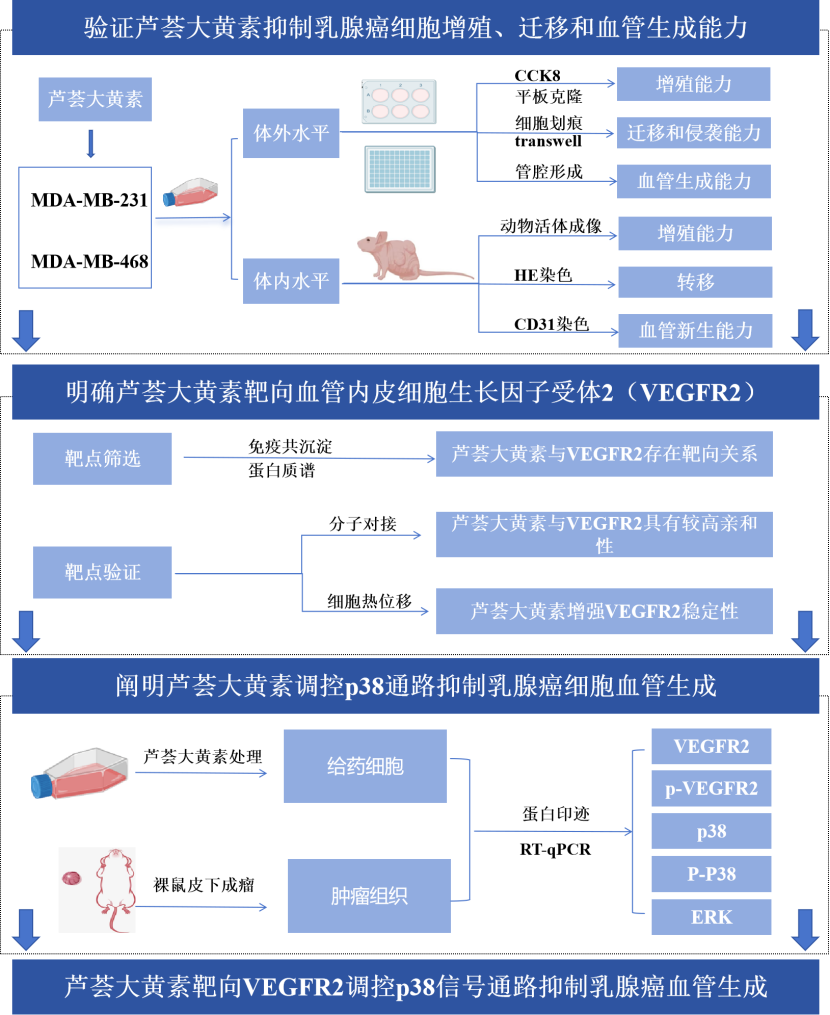 验证芦荟大黄素抑制乳腺癌细胞增殖、迁移和血管生成能力
芦荟大黄素
MDA-MB-231
MDA-MB-468
体外水平
CCK8
平板克隆
增殖能力
细胞划痕
transwell
迁移和侵袭能力
管腔形成
血管生成能力
体内水平
动物活体成像
增殖能力
HE染色
转移
CD31染色
血管新生能力
明确芦荟大黄素靶向血管内皮细胞生长因子受体2（VEGFR2）
靶点筛选
免疫共沉淀
蛋白质谱
芦荟大黄素与VEGFR2存在靶向关系
靶点验证
分子对接
芦荟大黄素与VEGFR2具有较高亲和
性
细胞热位移
芦荟大黄素增强VEGFR2稳定性
阐明芦荟大黄素调控p38通路抑制乳腺癌细胞血管生成
芦荟大黄素处理
给药细胞
裸鼠皮下成瘤
肿瘤组织
蛋白印迹
RT-qPCR
VEGFR2
p-VEGFR2
p38
P-P38
ERK
芦荟大黄素靶向VEGFR2调控p38信号通路抑制乳腺癌血管生成